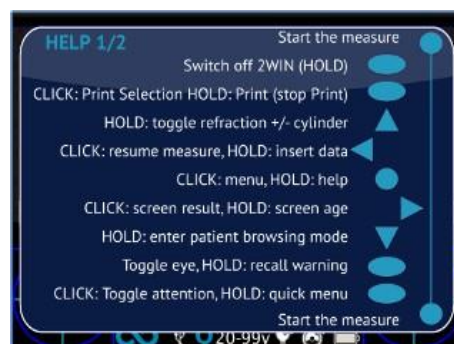 HELP 1/2
Start the measure
Switch off 2WIN (HOLD)
CLICK: Print Selection HOLD: Print (stop Print)
HOLD: toggle refraction +/- cylinder
CLICK: resume measure, HOLD: insert data
CLICK: menu, HOLD: help
CLICK: screen result, HOLD: screen age
HOLD: enter patient browsing mode
Toggle eye, HOLD: recall warning
CLICK: Toggle attention, HOLD: quick menu
Start the measure
20-99y